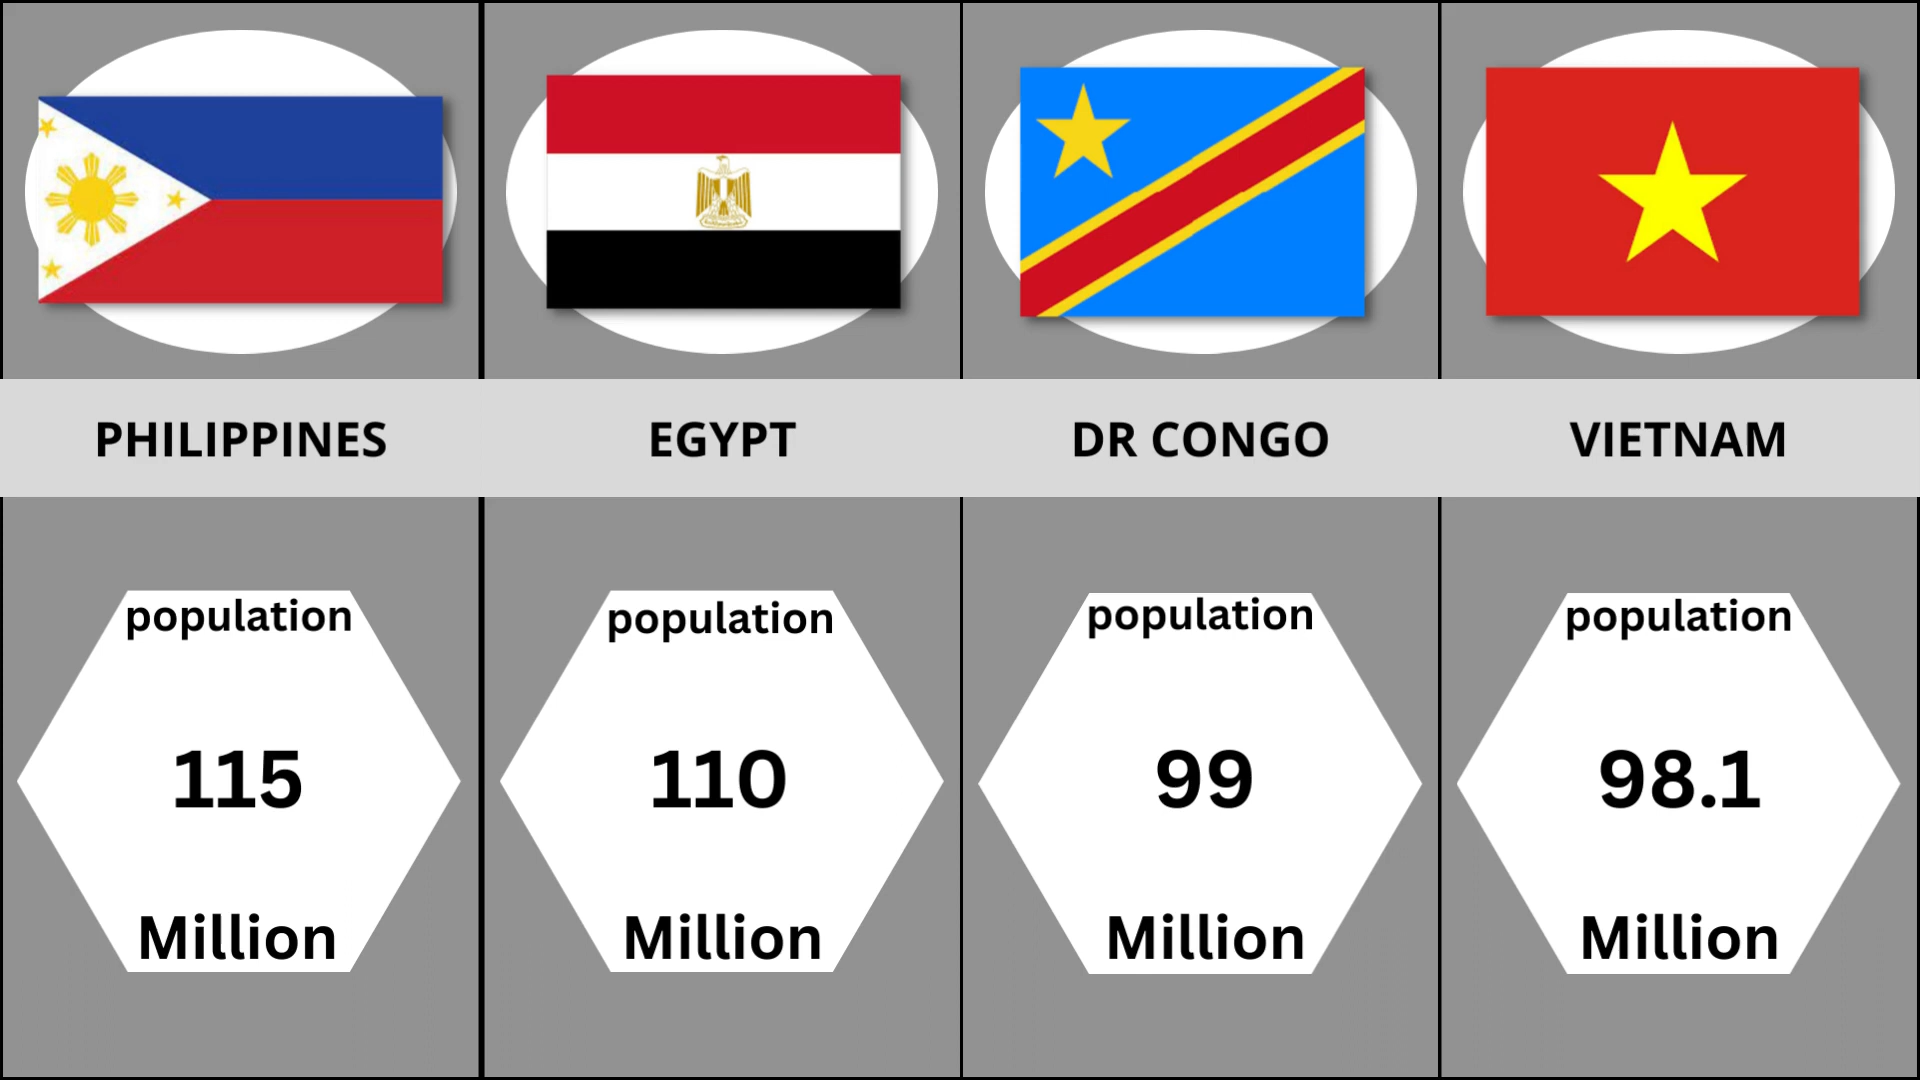 PHILIPPINES
EGYPT
DR CONGO
VIETNAM
population
115
Million
population
110
Million
population
99
Million
population
98.1
Million